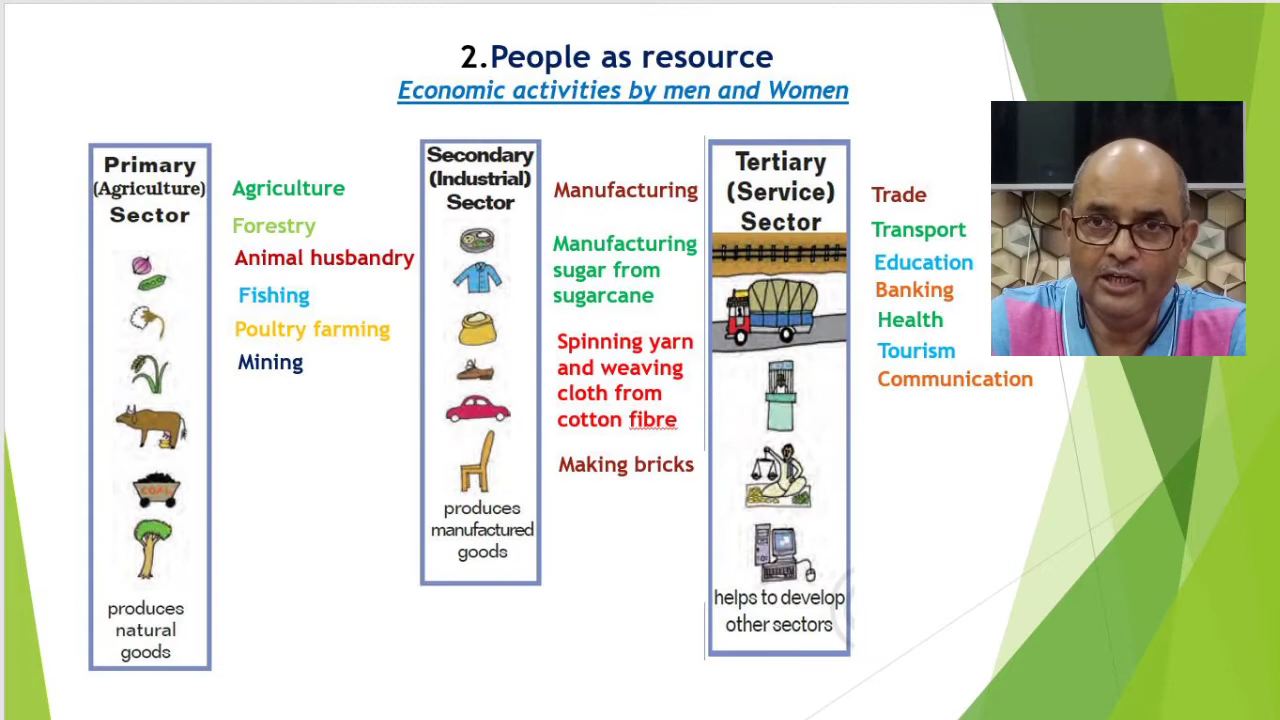 2.People as resource
Economic activities by men and Women
Primary
(Agriculture)
Sector
COAL
produces
natural
goods
Agriculture
Forestry
Animal husbandry
Fishing
Poultry farming
Mining
Secondary
(Industrial)
Sector
produces
manufactured
goods
Manufacturing
Manufacturing
sugar from
sugarcane
Spinning yarn
and weaving
cloth from
cotton fibre
Making bricks
Tertiary
(Service)
Sector
helps to develop
other sectors
Trade
Transport
Education
Banking
Health
Tourism
Communication